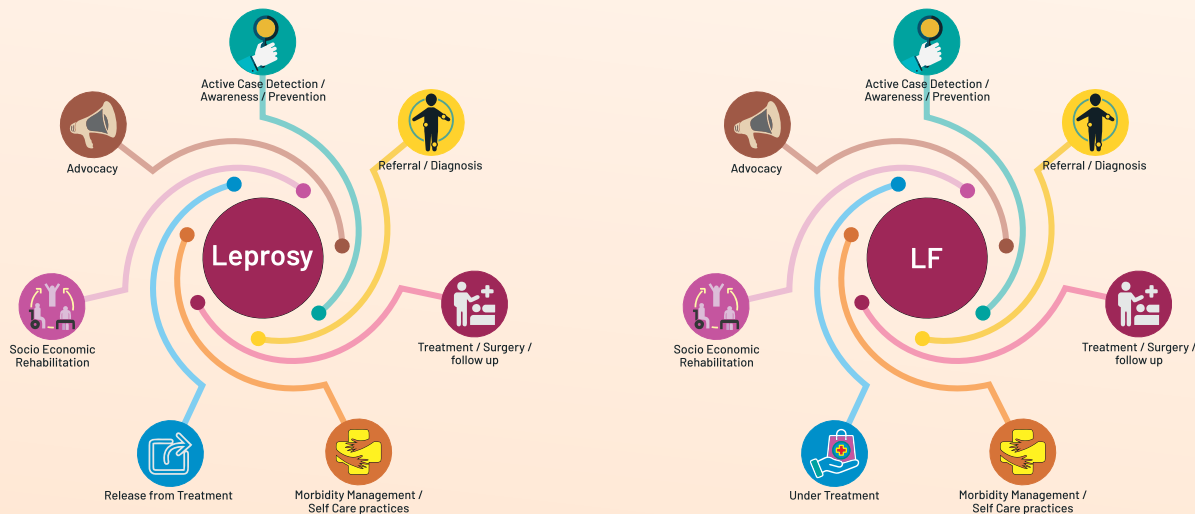 Active Case Detection /
Awareness / Prevention
Advocacy
Referral / Diagnosis
Leprosy
Socio Economic
Rehabilitation
Treatment / Surgery /
follow up
Release from Treatment
Morbidity Management /
Self Care practices
Active Case Detection /
Awareness / Prevention
Advocacy
Referral / Diagnosis
LF
Socio Economic
Rehabilitation
Treatment / Surgery /
follow up
Under Treatment
Morbidity Management /
Self Care practices